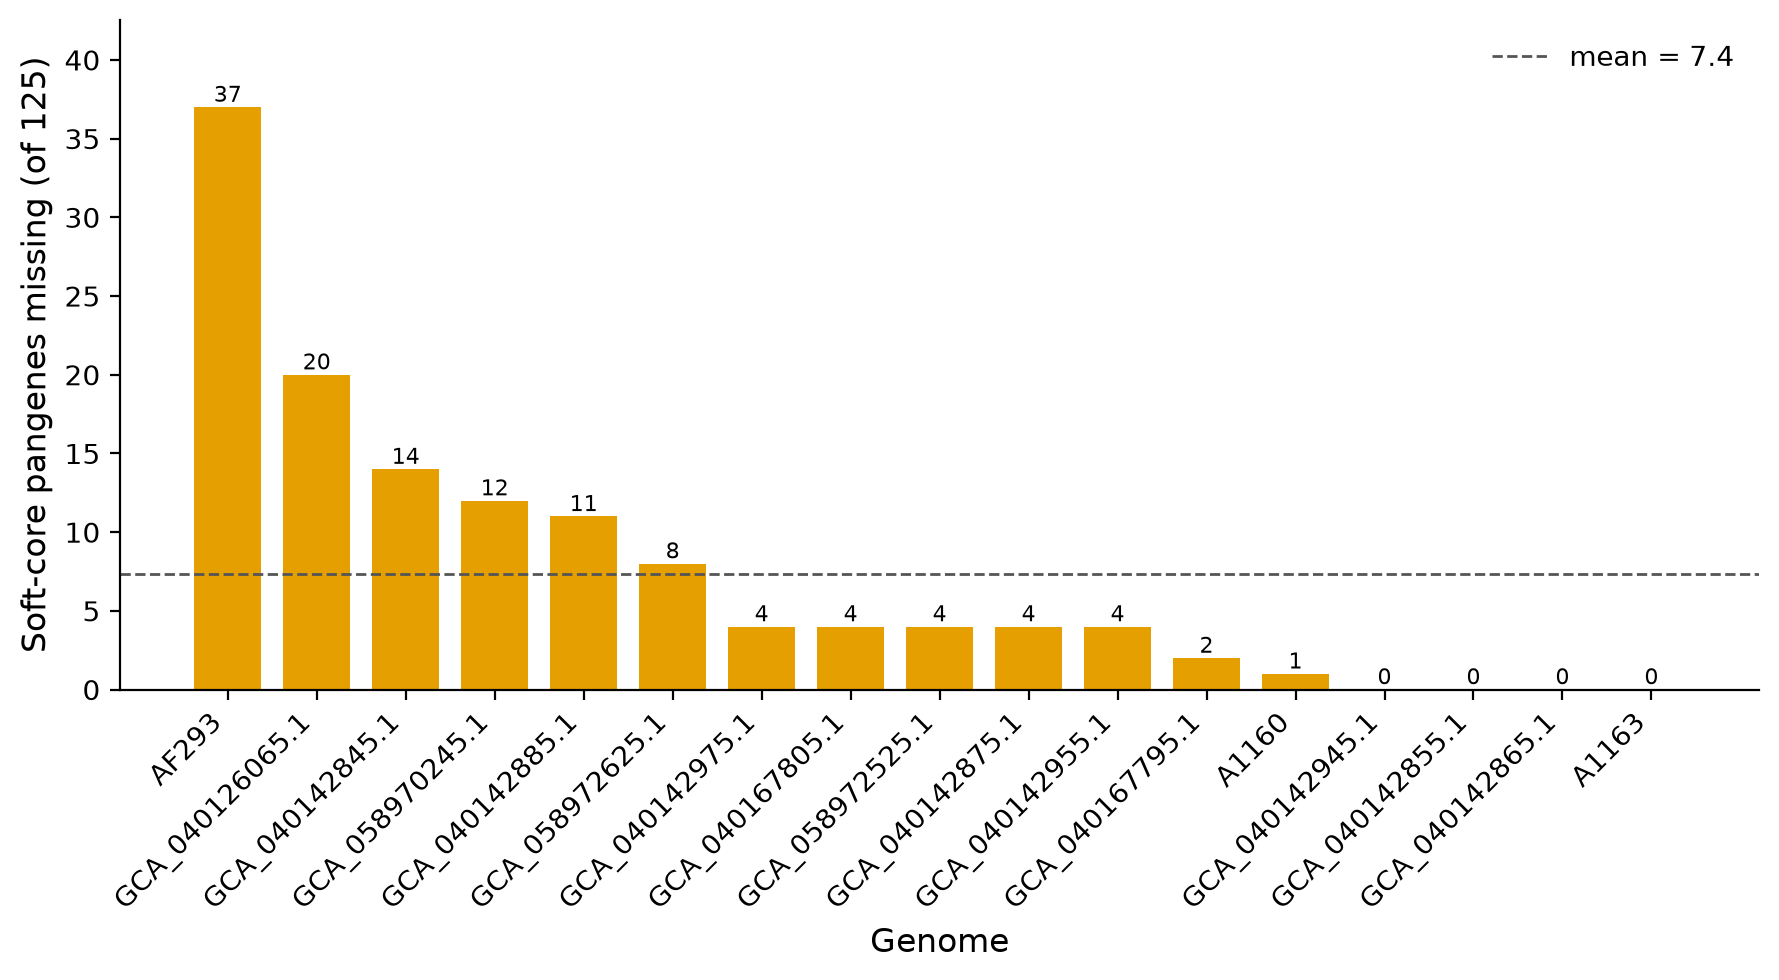 Soft-core pangenes missing (of 125)
40
35
30
25
20
15
10
5
0
mean = 7.4
37
20
14
12
11
8
4
4
4
4
4
2
1
0
0
0
0
AF293
GCA_040126065.1
GCA_040142845.1
GCA_058970245.1
GCA_040142885.1
GCA_058972625.1
GCA_040142975.1
GCA_040167805.1
GCA_058972525.1
GCA_040142875.1
GCA_040142955.1
GCA_040167795.1
A1160
GCA_040142945.1
GCA_040142855.1
GCA_040142865.1
A1163
Genome